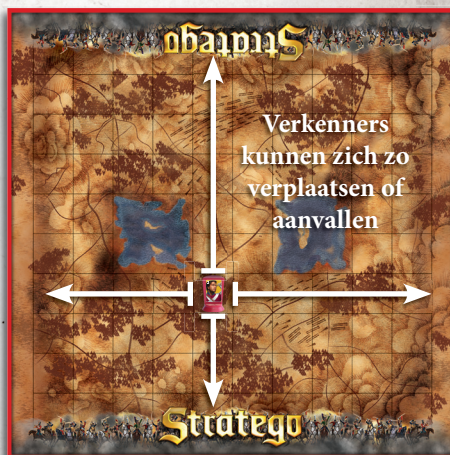 Stratego
Verkenners
kunnen zich zo
verplaatsen of
aanvallen
Stratego